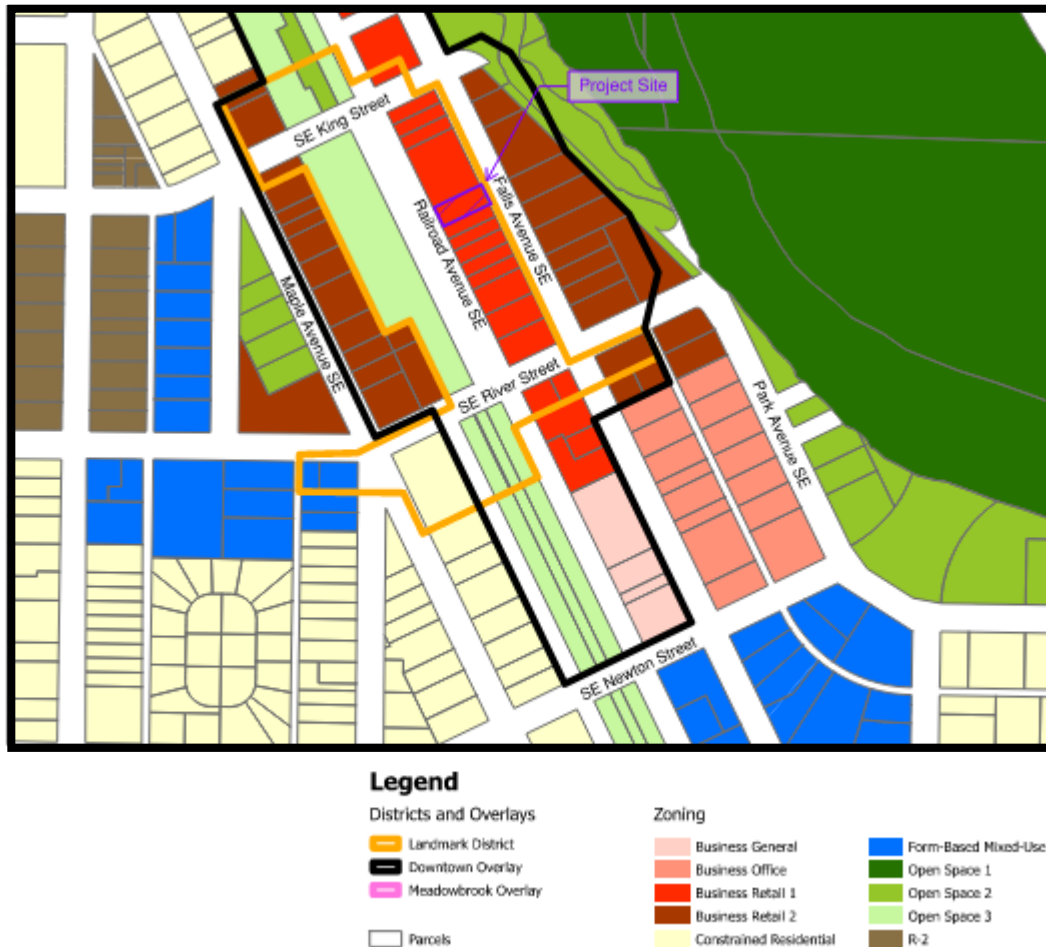 Project Site
SE King Street
Falls Avenue SE
Railroad Avenue SE
Maple Avenue SE
SE River Street
Park Avenue SE
SE Newton Street
Legend
Districts and Overlays
Landmark District
Downtown Overlay
Meadowbrook Overlay
Parcels
Zoning
Business General
Business Office
Business Retail 1
Business Retail 2
Constrained Residential
Form-Based Mixed-Use
Open Space 1
Open Space 2
Open Space 3
R-2